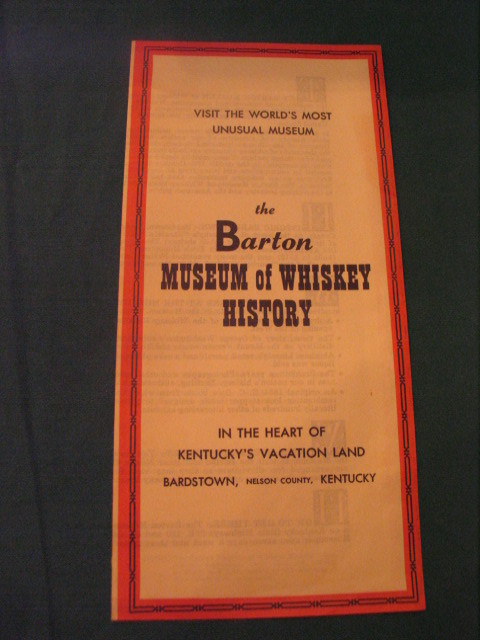 VISIT THE WORLD'S MOST
UNUSUAL MUSEUM
the
Barton
MUSEUM of WHISKEY
HISTORY
IN THE HEART OF
KENTUCKY'S VACATION LAND
BARDSTOWN, NELSON COUNTY, KENTUCKY